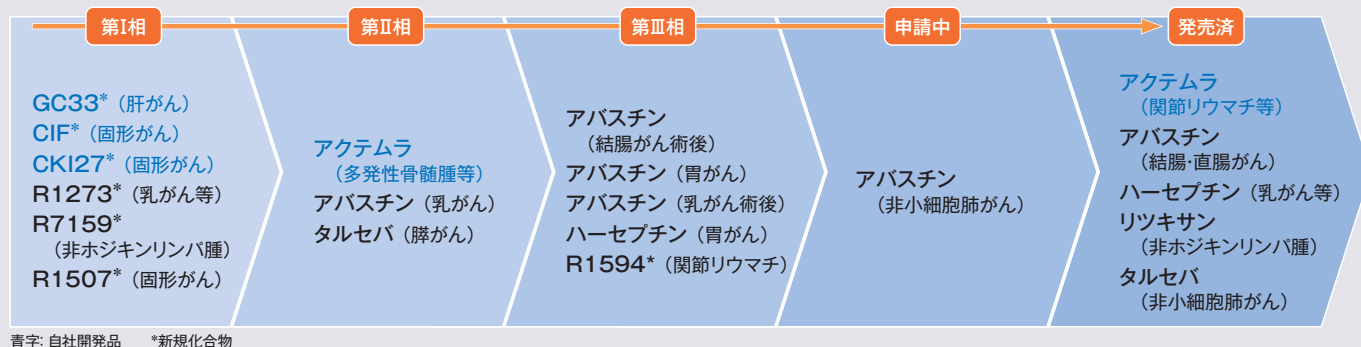 第Ⅰ相
第Ⅱ相
第Ⅲ相
申請中
発売済
GC33*（肝がん）
CIF*（固形がん）
CKI27*（固形がん）
R1273*（乳がん等）
R7159*
（非ホジキンリンパ腫）
R1507*（固形がん）
アクテムラ
（多発性骨髄腫等）
アバスチン（乳がん）
タルセバ（膵がん）
アバスチン
（結腸がん術後）
アバスチン（胃がん）
アバスチン（乳がん術後）
ハーセプチン（胃がん）
R1594*（関節リウマチ）
アバスチン
（非小細胞肺がん）
アクテムラ
（関節リウマチ等）
アバスチン
（結腸・直腸がん）
ハーセプチン（乳がん等）
リツキサン
（非ホジキンリンパ腫）
タルセバ
（非小細胞肺がん）
青字: 自社開発品　*新規化合物